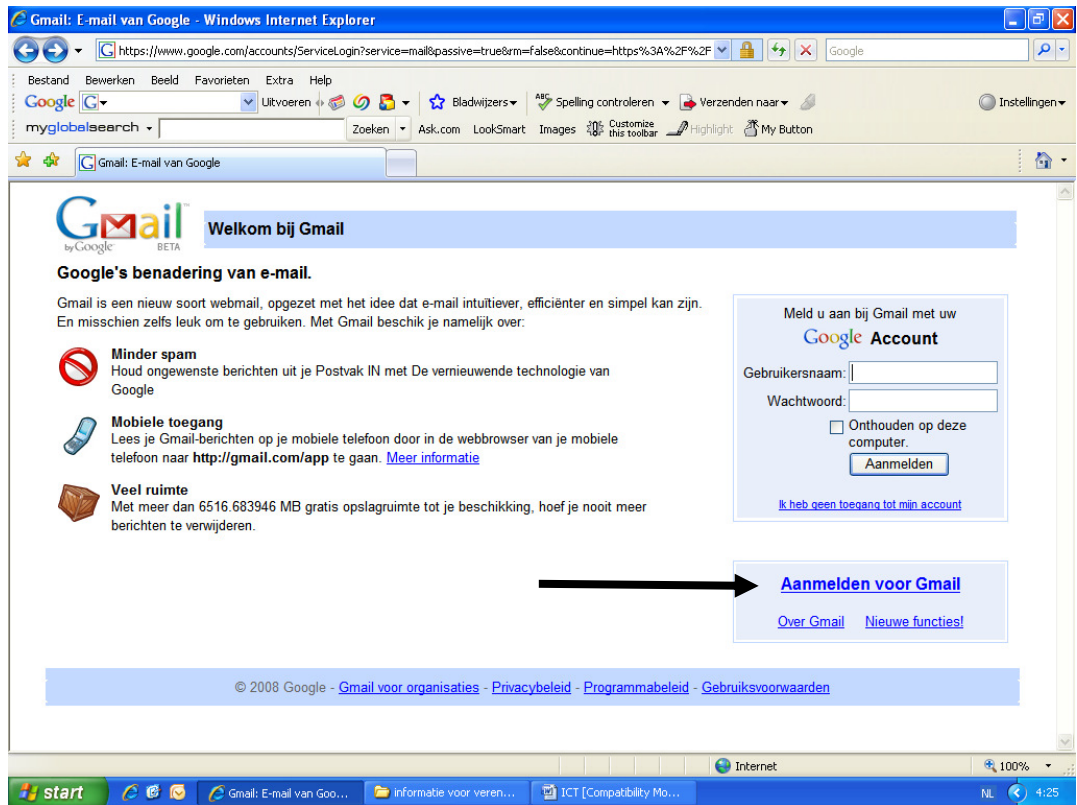 Gmail: E-mail van Google - Windows Internet Explorer
https://www.google.com/accounts/ServiceLogin?service=mail&passive=true&rm=false&continue=https%3A%2F%2F
Google
Bestand Bewerken Beeld Favorieten Extra Help
Google G Uitvoeren Bladwijzers ABC Spelling controleren Verzenden naar Instellingen
myglobalsearch Zoeken Ask.com LookSmart Images Customize this toolbar Highlight My Button
G Gmail: E-mail van Google
Gmail™ by Google BETA
Welkom bij Gmail
Google's benadering van e-mail.
Gmail is een nieuw soort webmail, opgezet met het idee dat e-mail intuïtiever, efficiënter en simpel kan zijn.
En misschien zelfs leuk om te gebruiken. Met Gmail beschik je namelijk over:
Minder spam
Houd ongewenste berichten uit je Postvak IN met De vernieuwende technologie van
Google
Mobiele toegang
Lees je Gmail-berichten op je mobiele telefoon door in de webbrowser van je mobiele
telefoon naar http://gmail.com/app te gaan. Meer informatie
Veel ruimte
Met meer dan 6516.683946 MB gratis opslagruimte tot je beschikking, hoef je nooit meer
berichten te verwijderen.
Meld u aan bij Gmail met uw
Google Account
Gebruikersnaam:
Wachtwoord:
Onthouden op deze
computer.
Aanmelden
Ik heb geen toegang tot mijn account
Aanmelden voor Gmail
Over Gmail Nieuwe functies!
© 2008 Google - Gmail voor organisaties - Privacybeleid - Programmabeleid - Gebruiksvoorwaarden
Internet 100%
start Gmail: E-mail van Goo... informatie voor veren... ICT [Compatibility Mo... NL 4:25